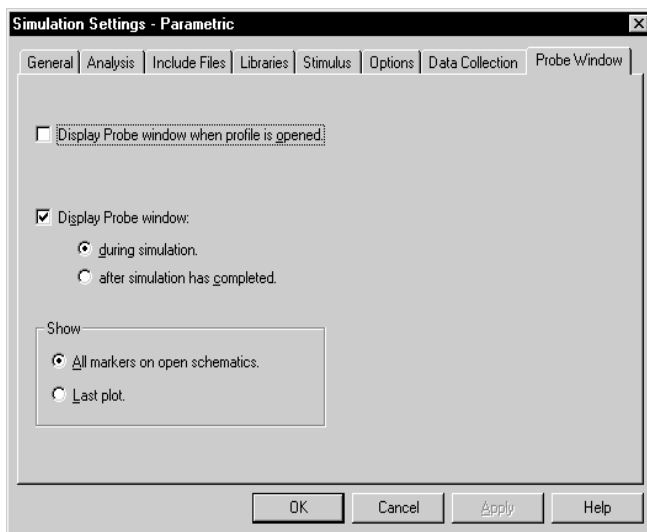 Simulation Settings - Parametric
General Analysis Include Files Libraries Stimulus Options Data Collection Probe Window
Display Probe window when profile is opened.
Display Probe window:
during simulation.
after simulation has completed.
Show
All markers on open schematics.
Last plot.
OK Cancel Apply Help